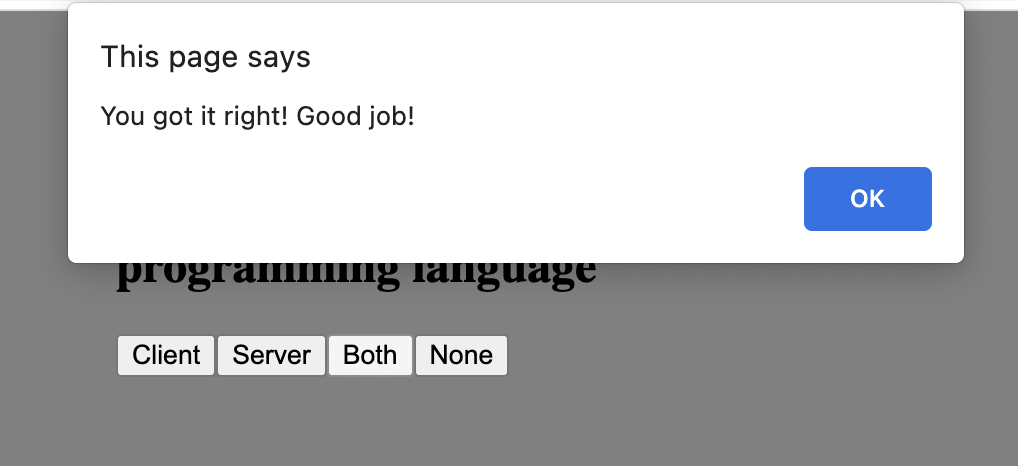 This page says
You got it right! Good job!
OK
programming language
Client Server Both None